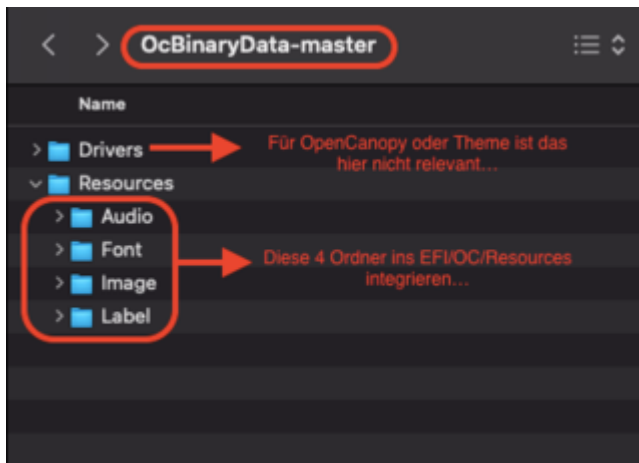 OcBinaryData-master
Name
Drivers
Für OpenCanopy oder Theme ist das
hier nicht relevant...
Resources
Audio
Font
Diese 4 Ordner ins EFI/OC/Resources
integrieren...
Image
Label